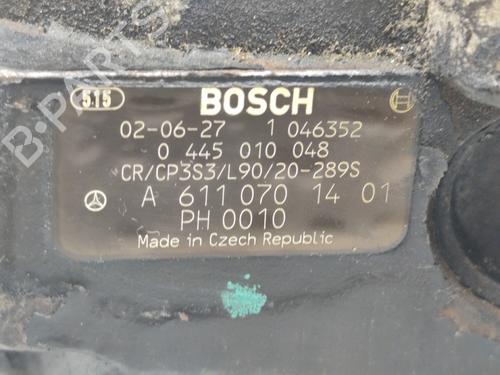 515 BOSCH
02-06-27 1 046352
0 445 010 048
CR/CP3S3/L90/20-289S
A 611 070 14 01
PH 0010
Made in Czech Republic
B-PARTS